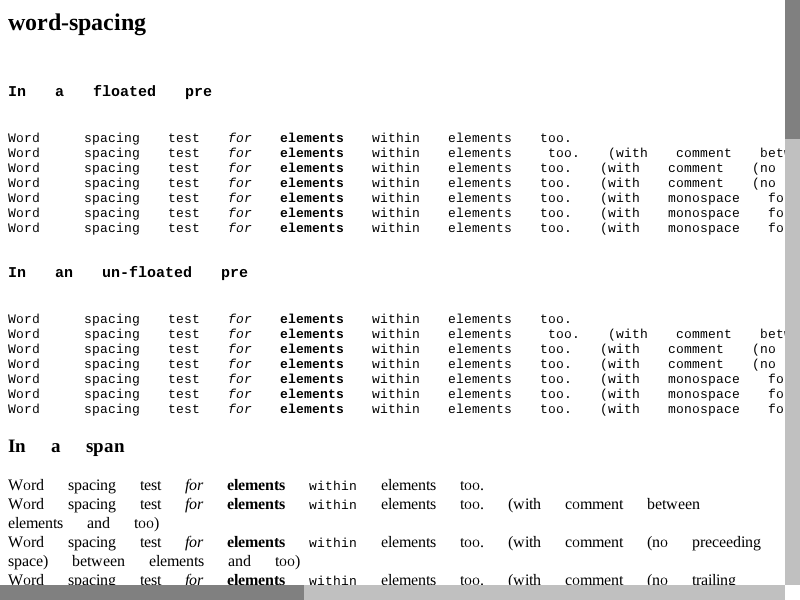 word-spacing
In a floated pre
Word spacing test for elements within elements too.
Word spacing test for elements within elements too. (with comment
Word spacing test for elements within elements too. (with comment (no
Word spacing test for elements within elements too. (with comment (no
Word spacing test for elements within elements too. (with monospace
Word spacing test for elements within elements too. (with monospace
Word spacing test for elements within elements too. (with monospace
In an un-floated pre
Word spacing test for elements within elements too.
Word spacing test for elements within elements too. (with comment
Word spacing test for elements within elements too. (with comment (no
Word spacing test for elements within elements too. (with comment (no
Word spacing test for elements within elements too. (with monospace
Word spacing test for elements within elements too. (with monospace
Word spacing test for elements within elements too. (with monospace
In a span
Word spacing test for elements within elements too.
Word spacing test for elements within elements too. (with comment between
elements and too)
Word spacing test for elements within elements too. (with comment (no preceeding
space) between elements and too)
Word spacing test for elements within elements too. (with comment (no trailing